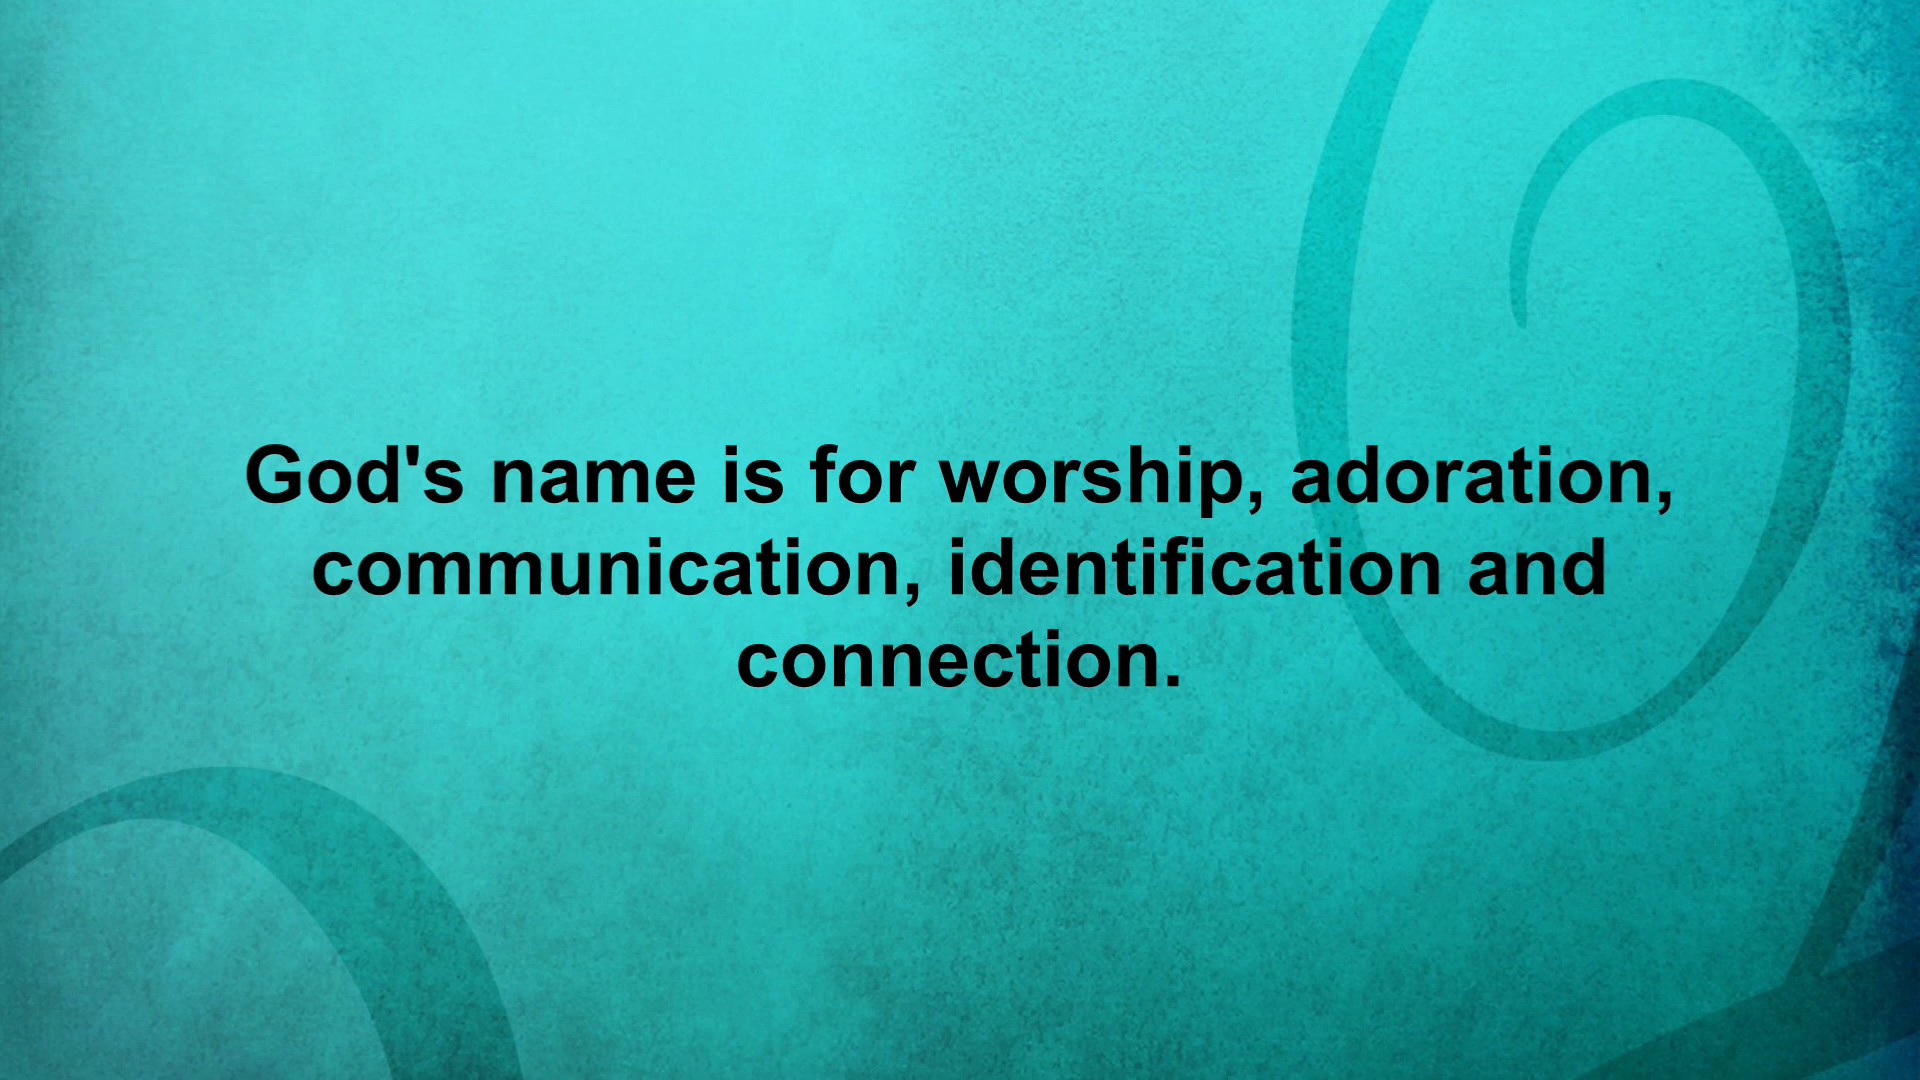 God's name is for worship, adoration,
communication, identification and
connection.